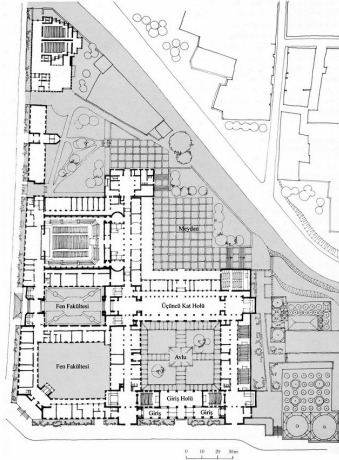 Meydan
Üçüncü Kat Holü
Fen Fakültesi
Avlu
Fen Fakültesi
Giriş Holü
Giriş
Giriş
0 10 20 30m